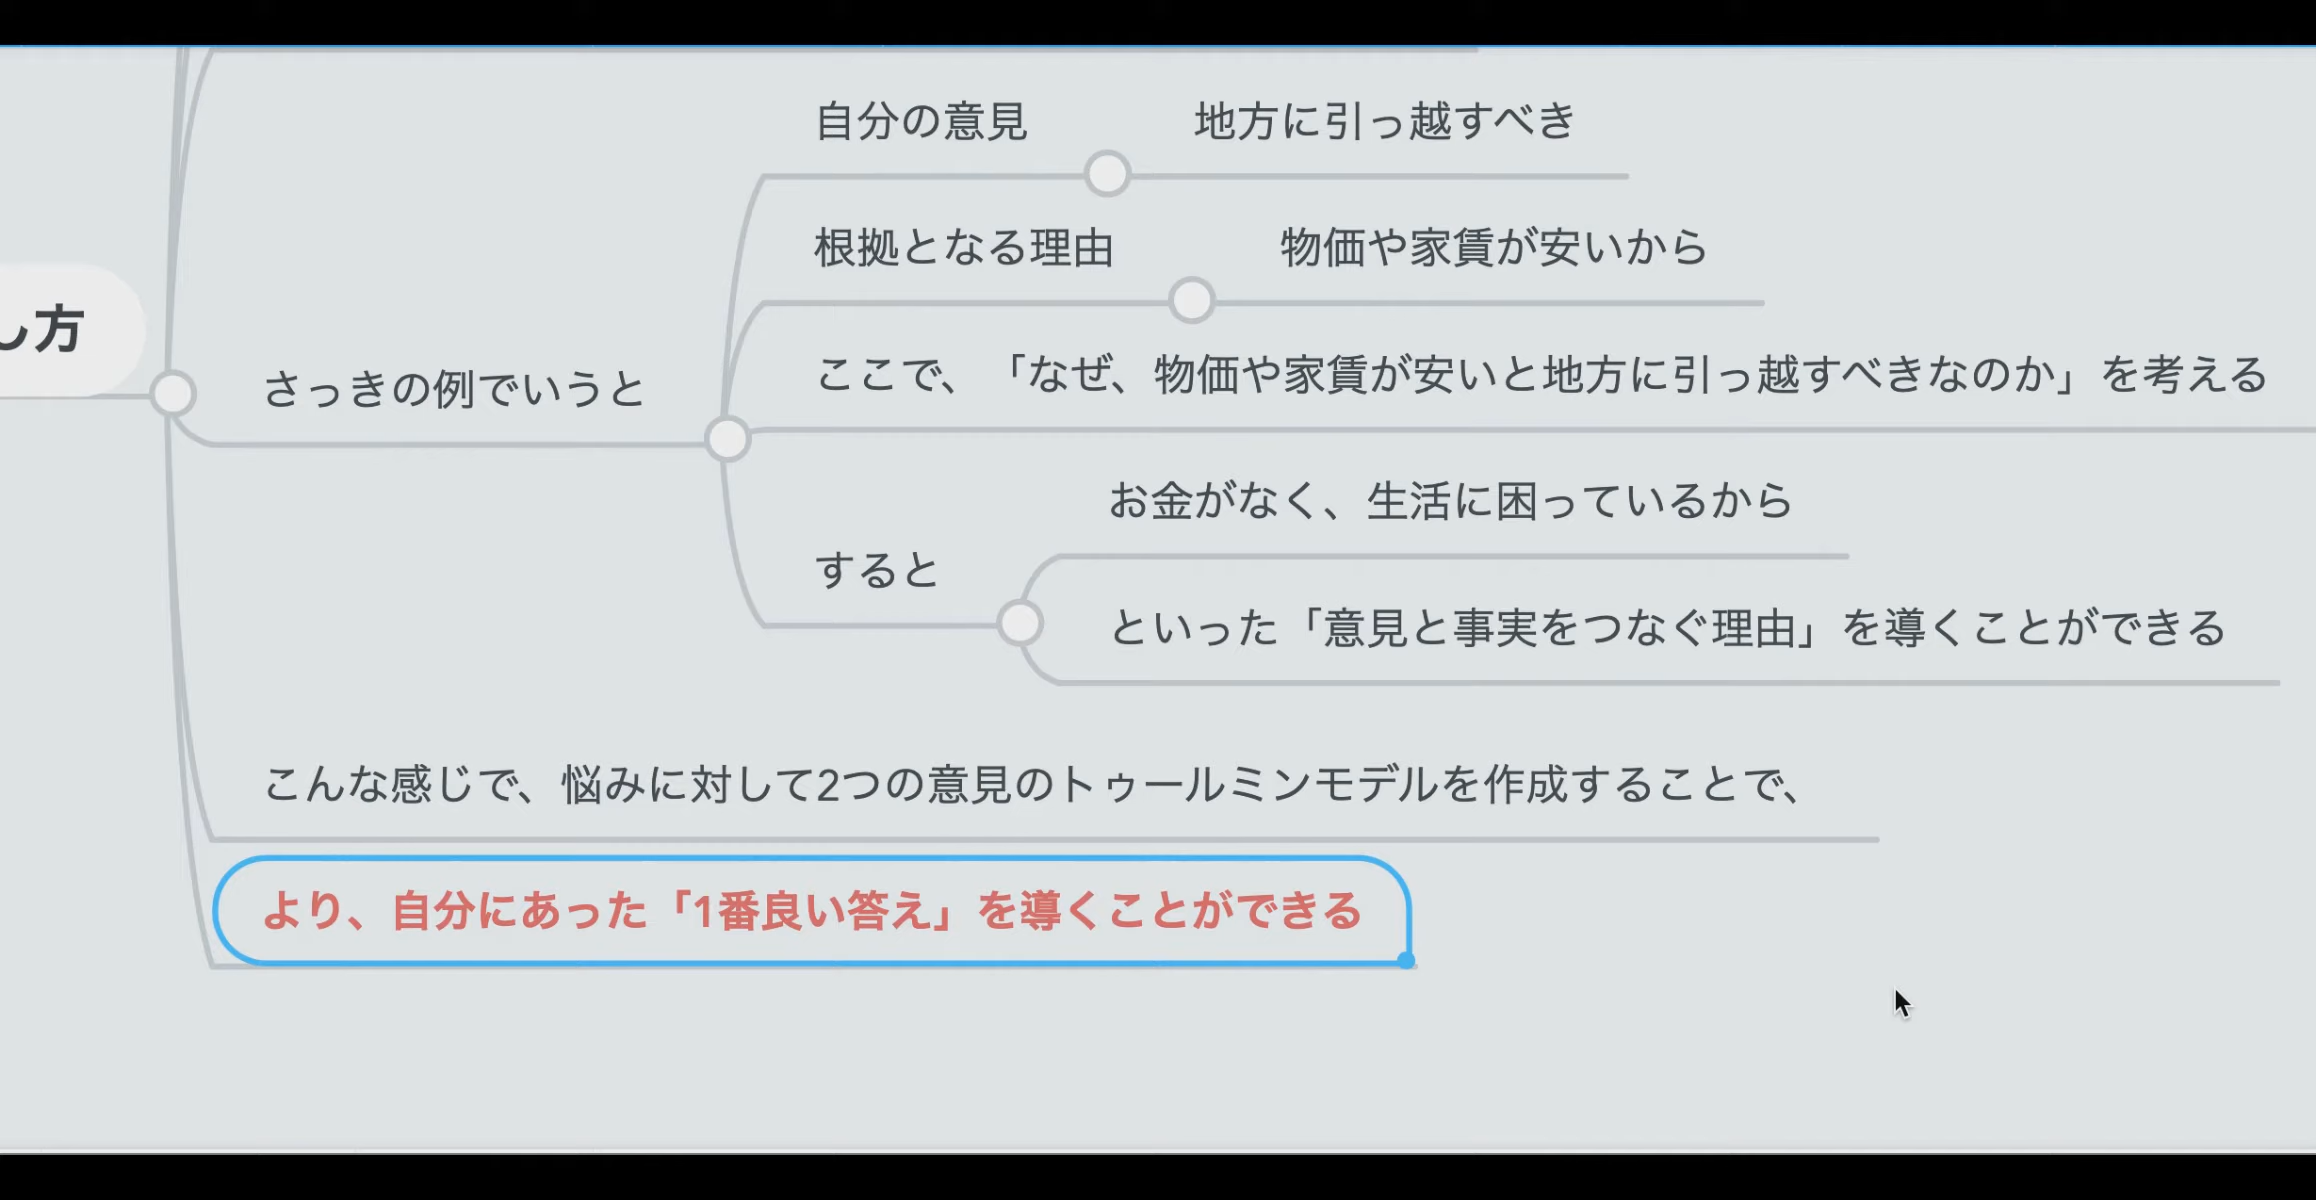 自分の意見
地方に引っ越すべき
根拠となる理由
物価や家賃が安いから
し方
さっきの例でいうと
ここで、「なぜ、物価や家賃が安いと地方に引っ越すべきなのか」を考える
お金がなく、生活に困っているから
すると
といった「意見と事実をつなぐ理由」を導くことができる
こんな感じで、悩みに対して2つの意見のトゥールミンモデルを作成することで、
より、自分にあった「1番良い答え」を導くことができる